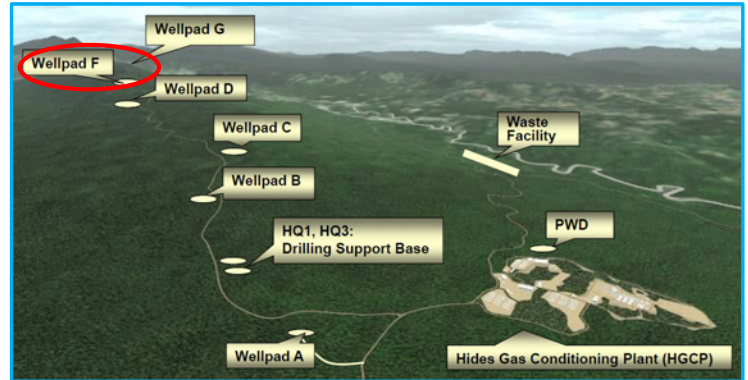 Wellpad G
Wellpad F
Wellpad D
Wellpad C
Waste
Facility
Wellpad B
HQ1, HQ3:
Drilling Support Base
PWD
Wellpad A
Hides Gas Conditioning Plant (HGCP)